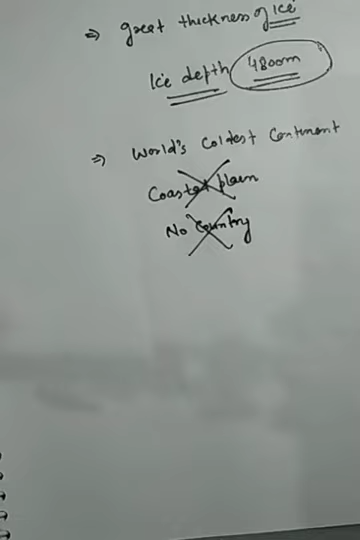 ⇒ great thickness of ice
Ice depth 4800m
⇒ World's Coldest Continent
Coastal plain
No Country